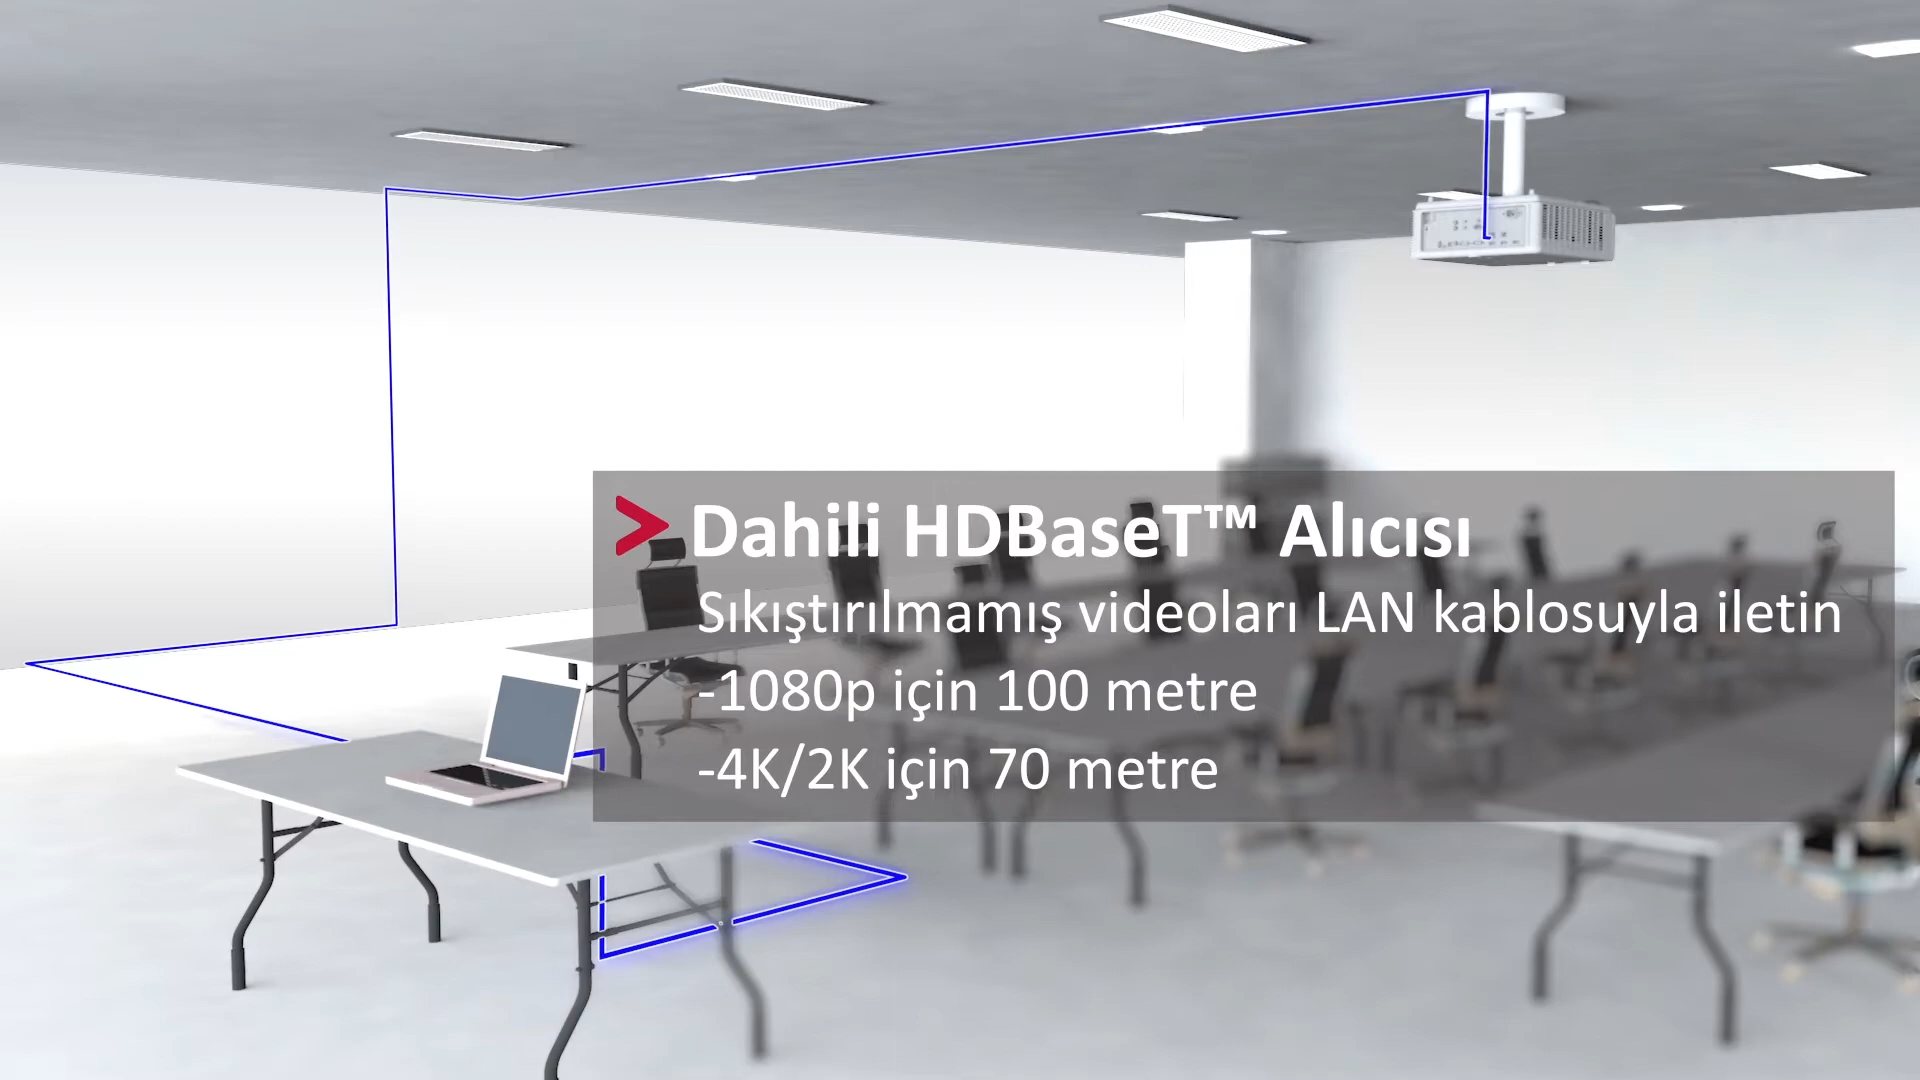 Dahili HDBaseT™ Alıcısı
Sıkıştırılmamış videoları LAN kablosuyla iletin
-1080p için 100 metre
-4K/2K için 70 metre